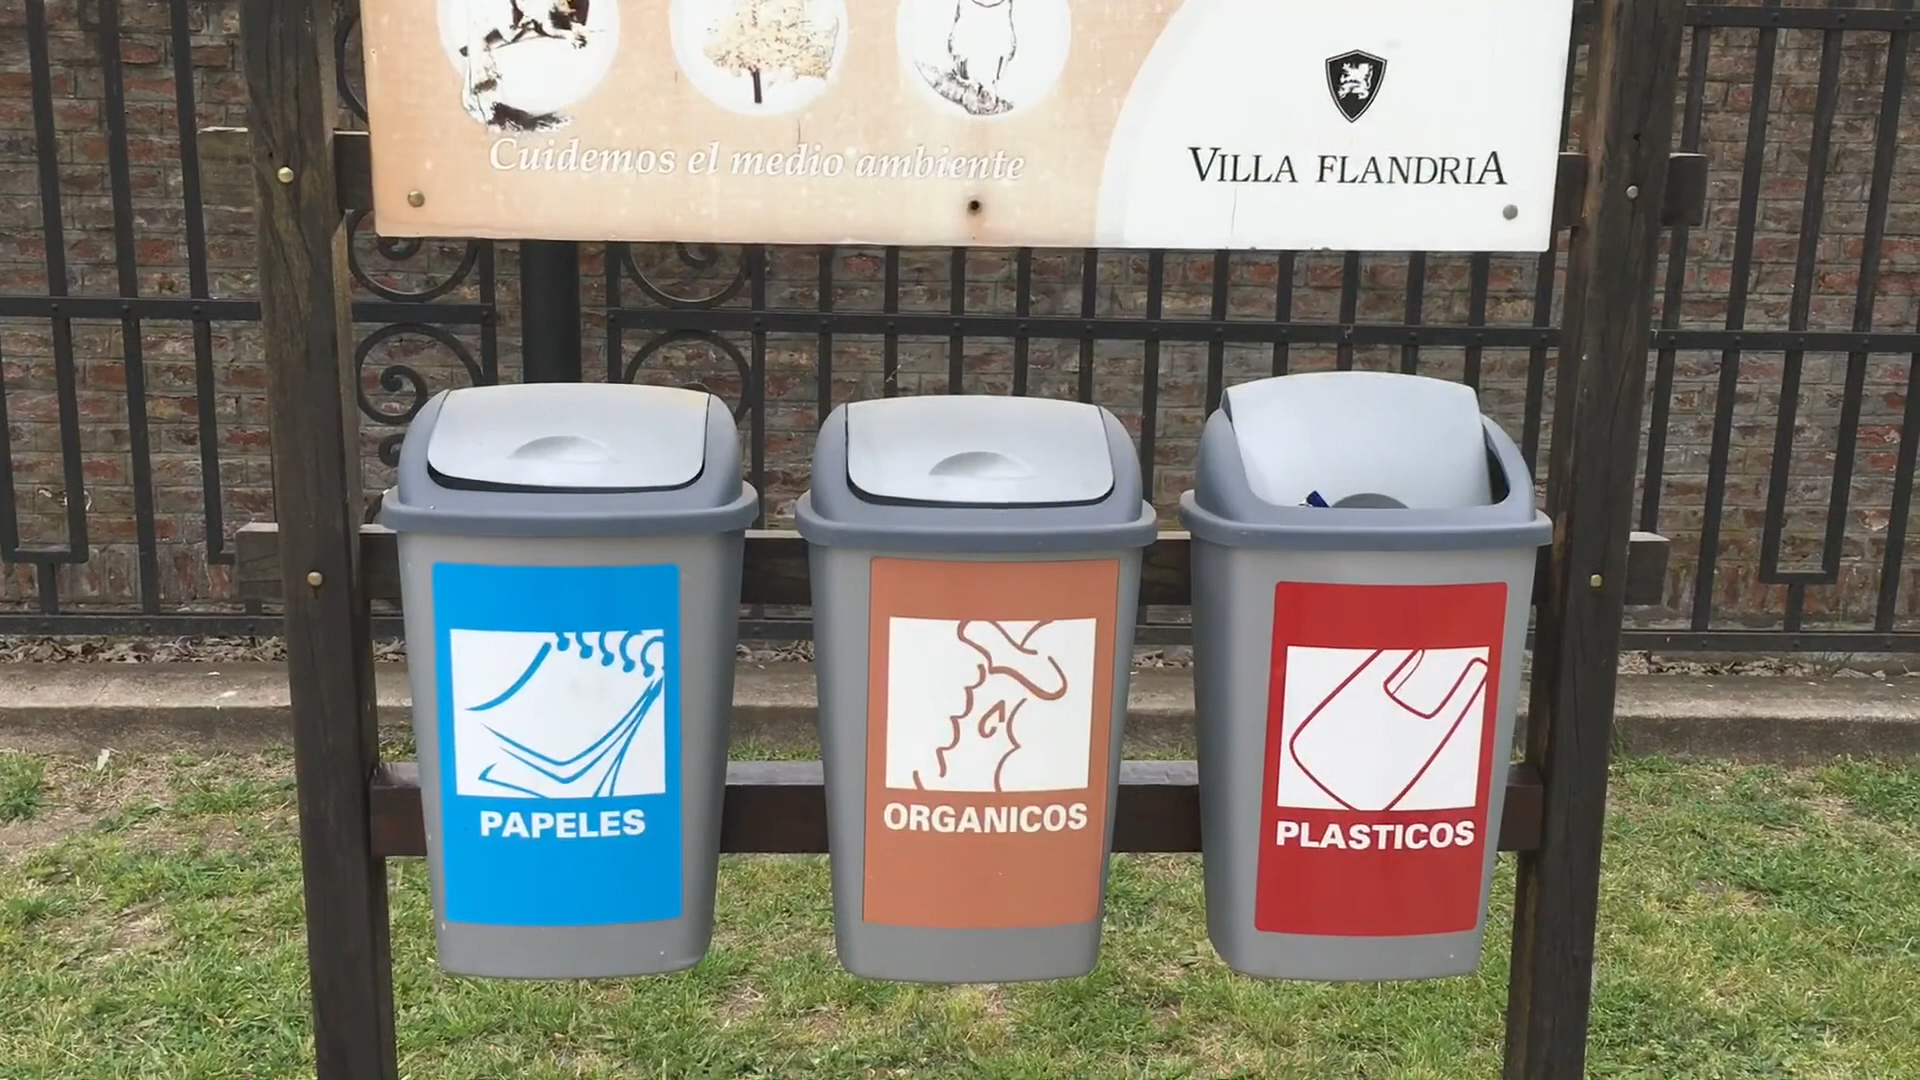 Cuidemos el medio ambiente
VILLA FLANDRIA
PAPELES
ORGANICOS
PLASTICOS